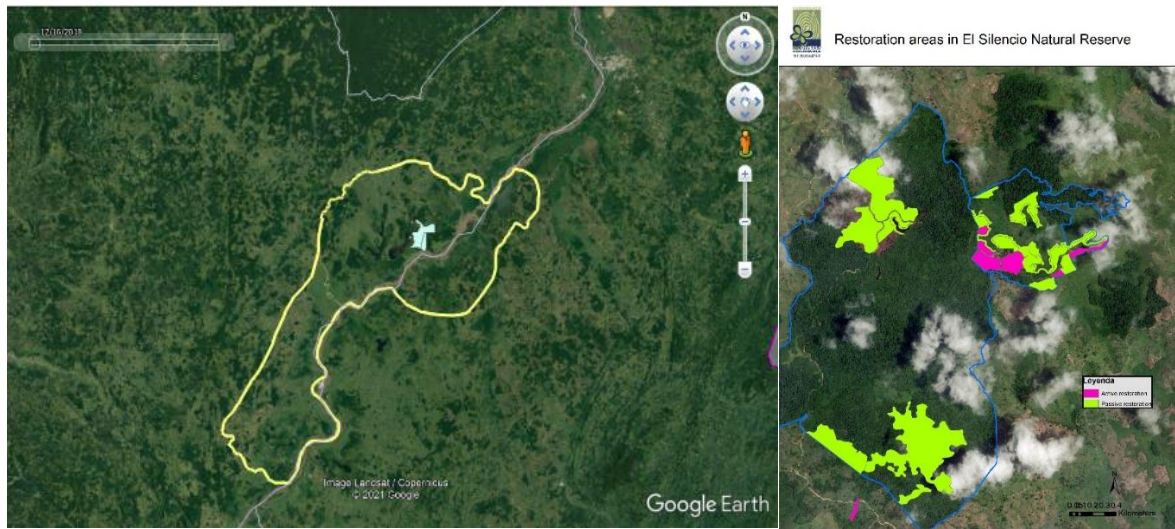 12/16/2019
N
Image Landsat / Copernicus
© 2021 Google
Google Earth
Restoration areas in El Silencio Natural Reserve
Leyenda
Active restoration
Passive restoration
Kilometers